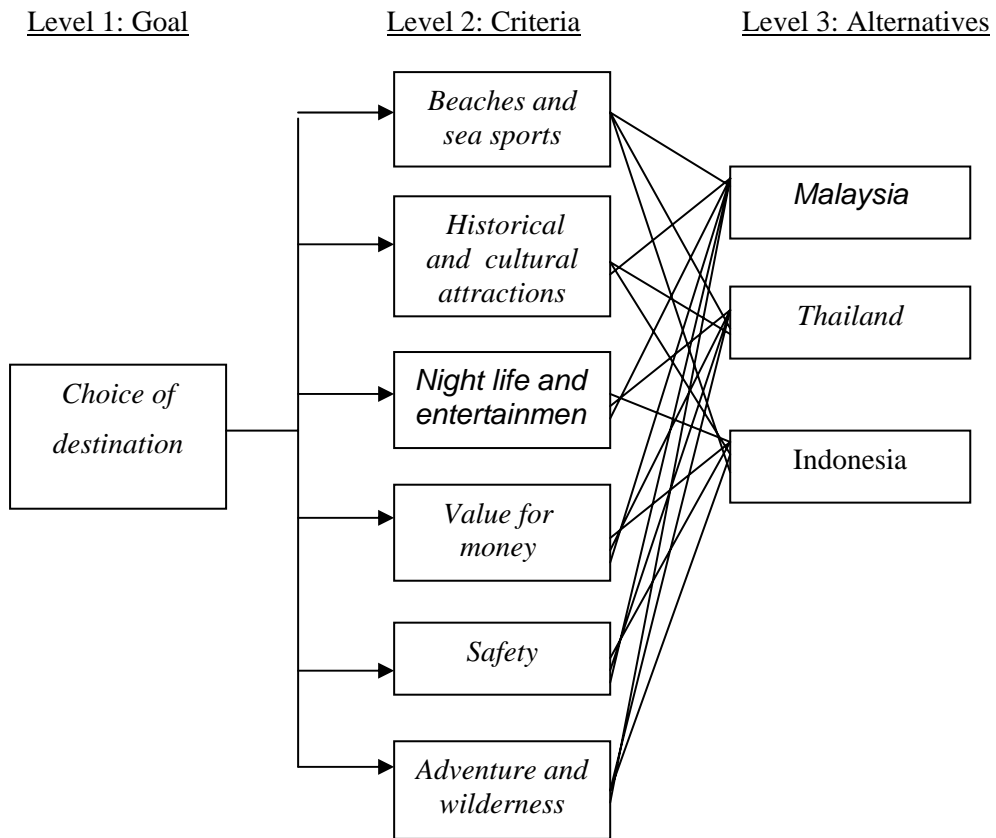 Level 1: Goal
Level 2: Criteria
Level 3: Alternatives
Choice of
destination
Beaches and
sea sports
Historical
and cultural
attractions
Night life and
entertainmen
Value for
money
Safety
Adventure and
wilderness
Malaysia
Thailand
Indonesia